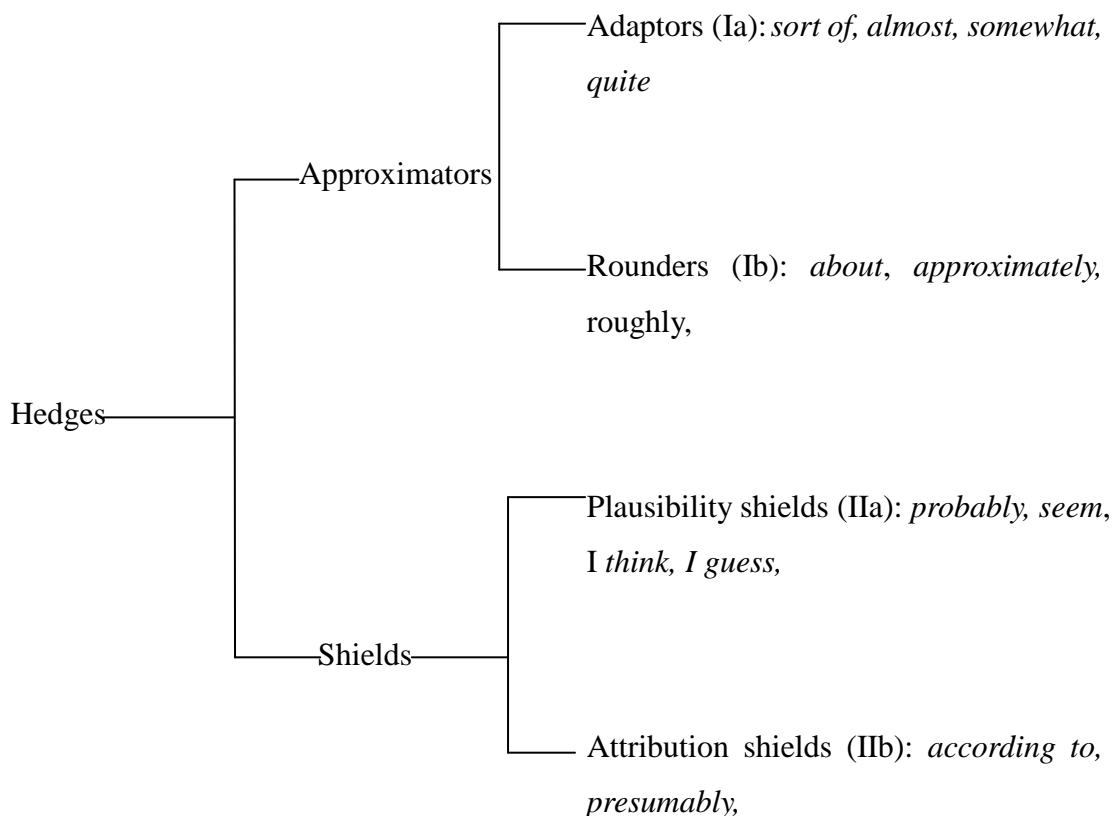 Adaptors (Ia): sort of, almost, somewhat,
quite
Approximators
Rounders (Ib): about, approximately,
roughly,
Hedges
Plausibility shields (IIa): probably, seem,
I think, I guess,
Shields
Attribution shields (IIb): according to,
presumably,